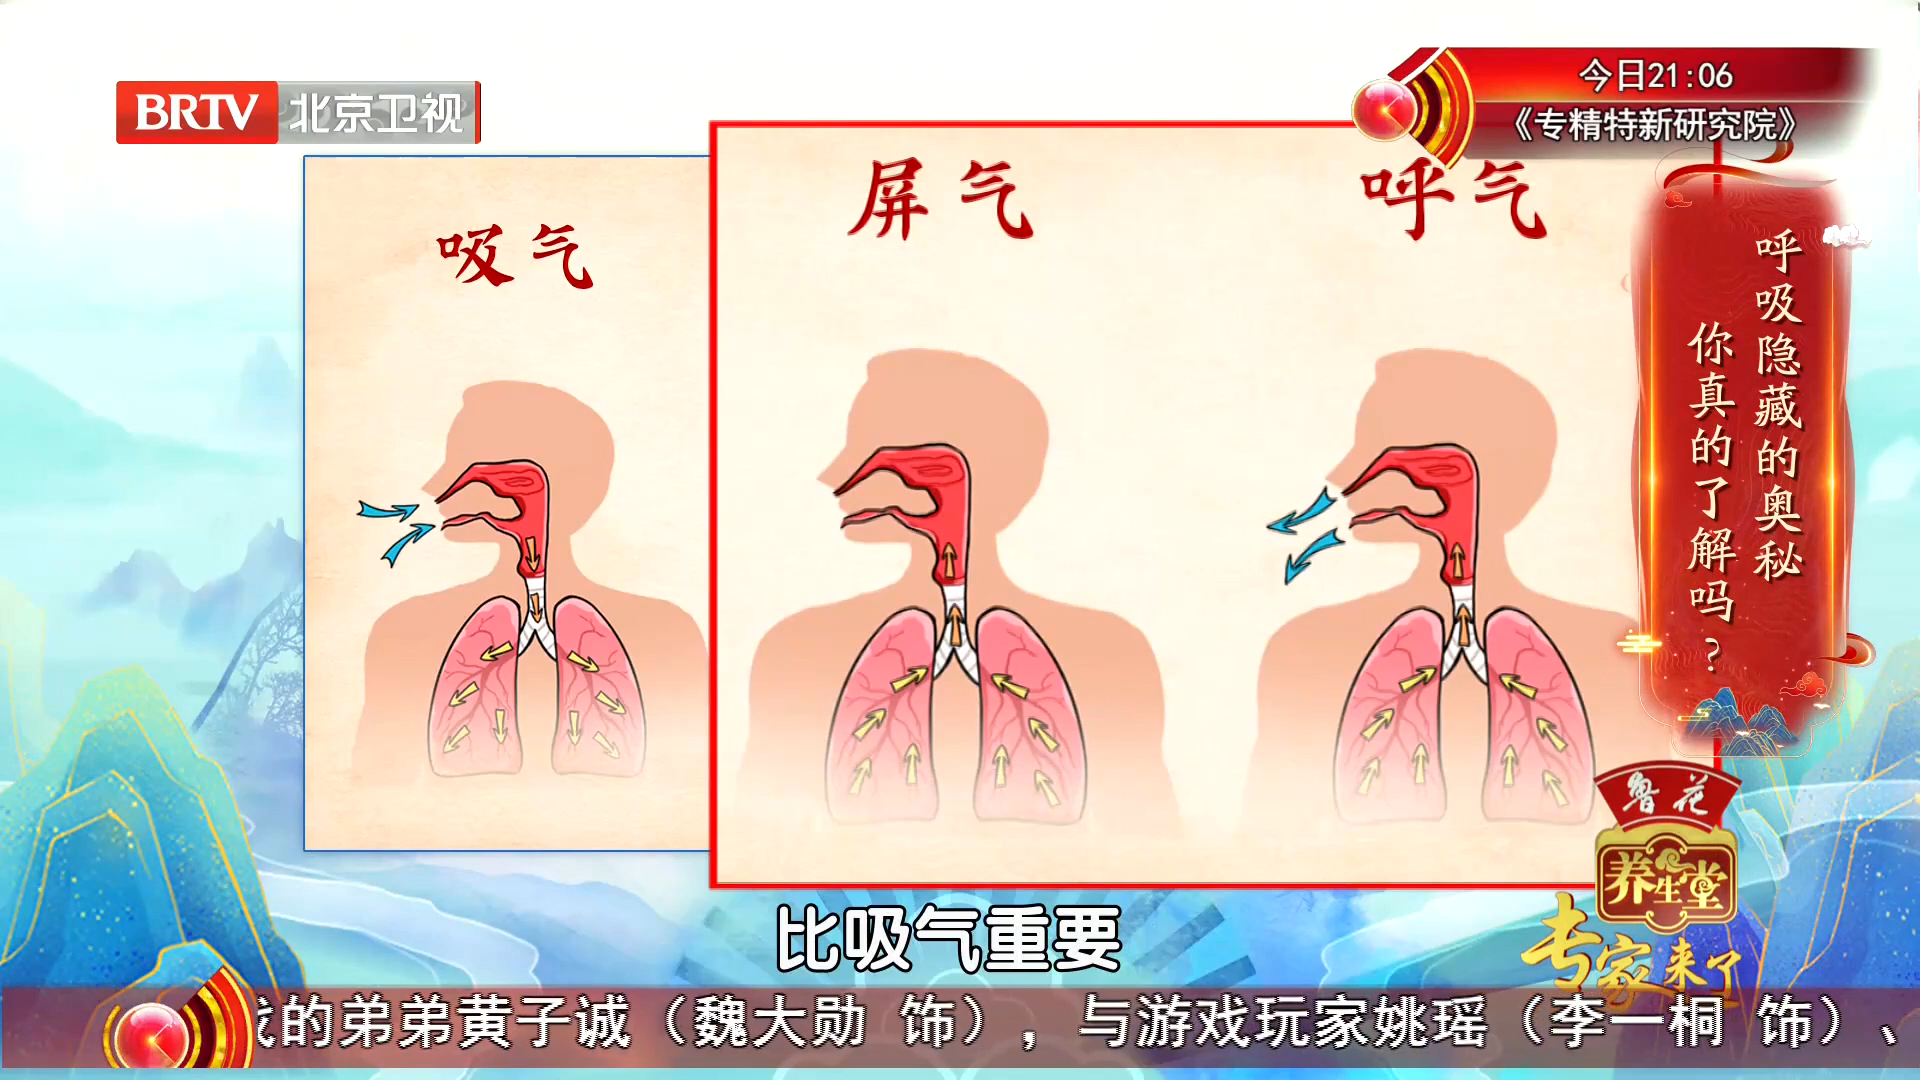 BRTV 北京卫视
今日21:06
《专精特新研究院》
吸气
屏气
呼气
呼吸隐藏的奥秘
你真的了解吗？
鲁花
养生堂
专家来了
比吸气重要
的弟弟黄子诚（魏大勋 饰），与游戏玩家姚瑶（李一桐 饰）、